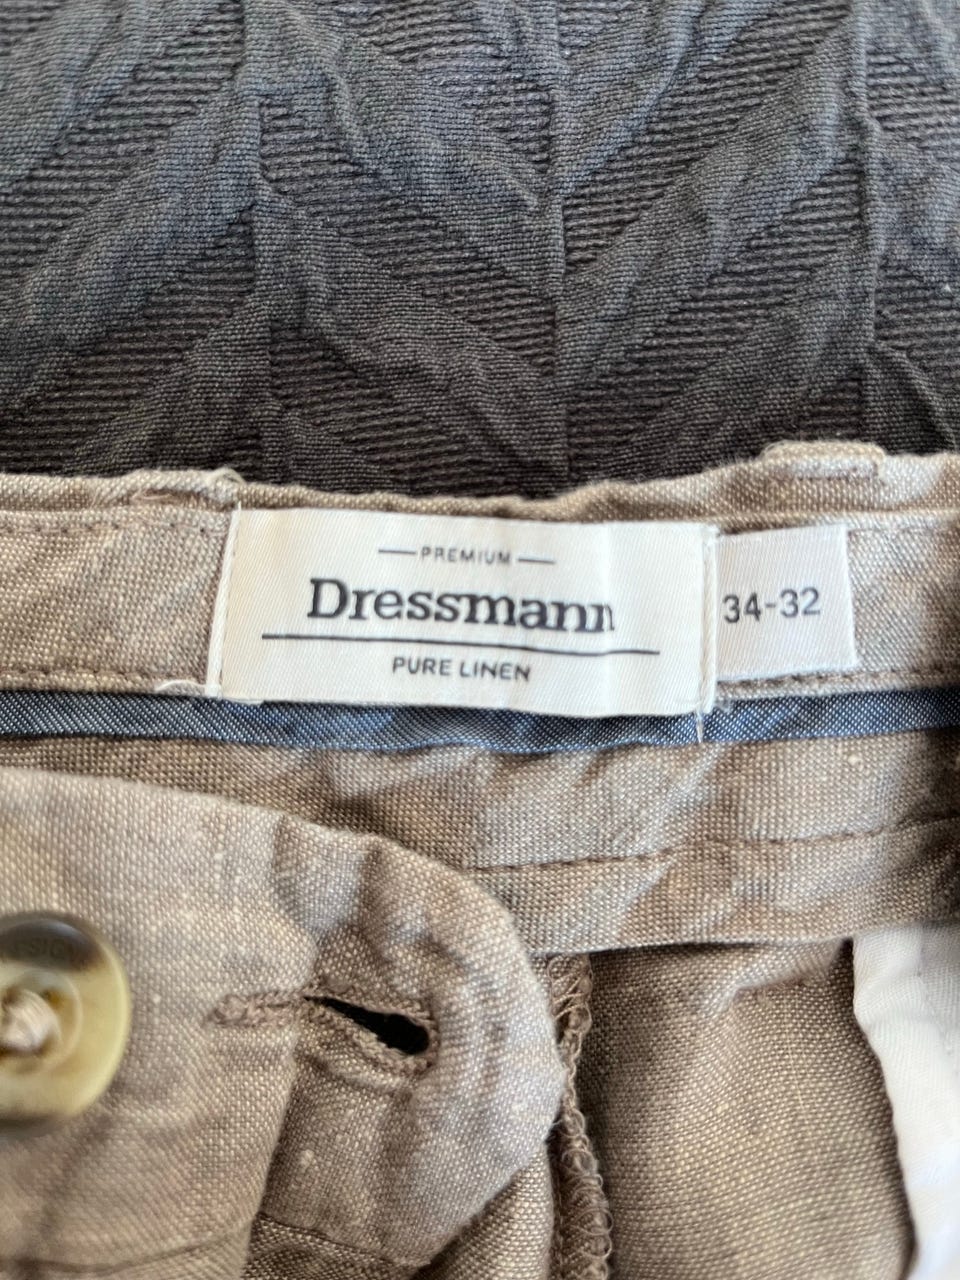 PREMIUM
Dressmann
PURE LINEN
34-32